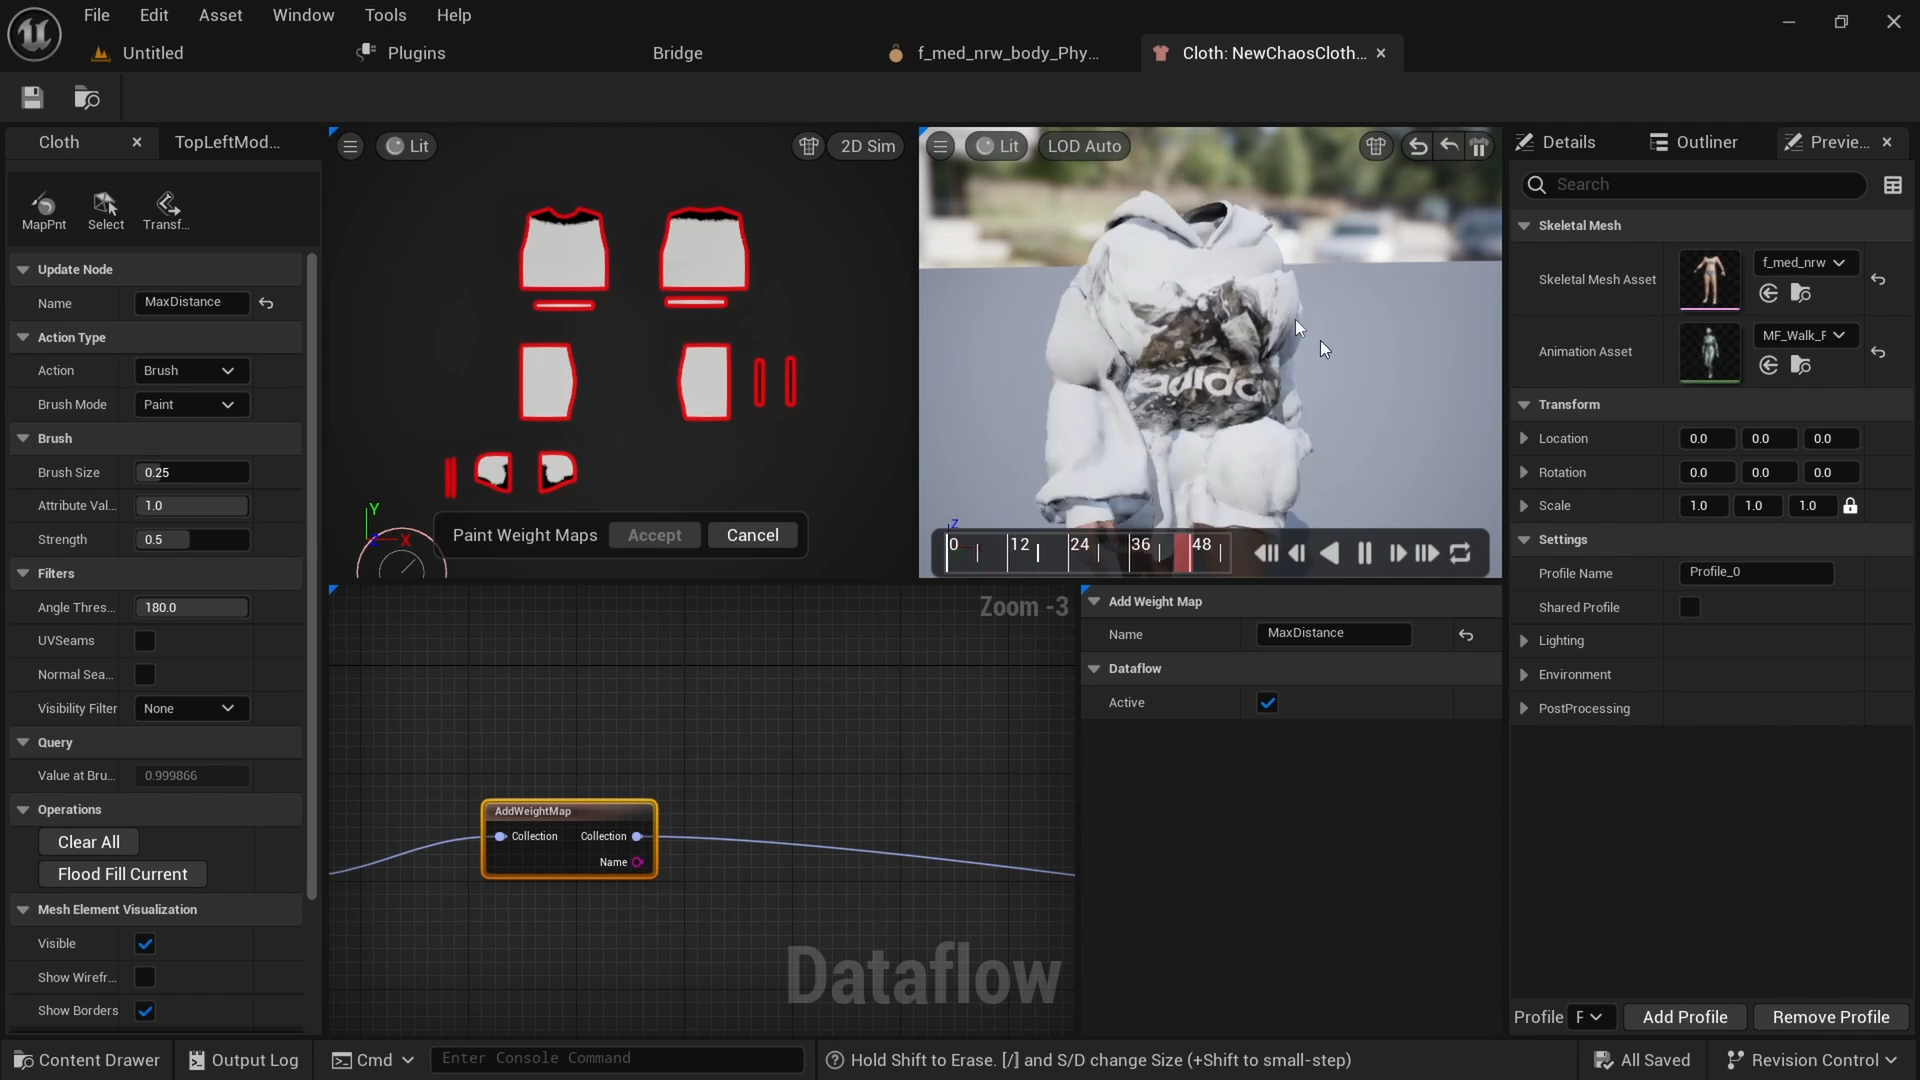 File
Edit
Asset
Window
Tools
Help
Untitled
Plugins
Bridge
f_med_nrw_body_Phy...
Cloth: NewChaosCloth...
Cloth
TopLeftMod...
MapPnt
Select
Transf...
Update Node
Name
MaxDistance
Action Type
Action
Brush
Brush Mode
Paint
Brush
Brush Size
0.25
Attribute Val...
1.0
Strength
0.5
Filters
Angle Thres...
180.0
UVSeams
Normal Sea...
Visibility Filter
None
Query
Value at Bru...
0.999866
Operations
Clear All
Flood Fill Current
Mesh Element Visualization
Visible
Show Wirefr...
Show Borders
Lit
2D Sim
Y
X
Paint Weight Maps
Accept
Cancel
Lit
LOD Auto
adidas
Z
0
12
24
36
48
Zoom -3
AddWeightMap
Collection
Collection
Name
Dataflow
Add Weight Map
Name
MaxDistance
Dataflow
Active
Details
Outliner
Previe...
Search
Skeletal Mesh
Skeletal Mesh Asset
f_med_nrw
Animation Asset
MF_Walk_F
Transform
Location
0.0
0.0
0.0
Rotation
0.0
0.0
0.0
Scale
1.0
1.0
1.0
Settings
Profile Name
Profile_0
Shared Profile
Lighting
Environment
PostProcessing
Profile
Add Profile
Remove Profile
Content Drawer
Output Log
Cmd
Enter Console Command
Hold Shift to Erase. [/] and S/D change Size (+Shift to small-step)
All Saved
Revision Control